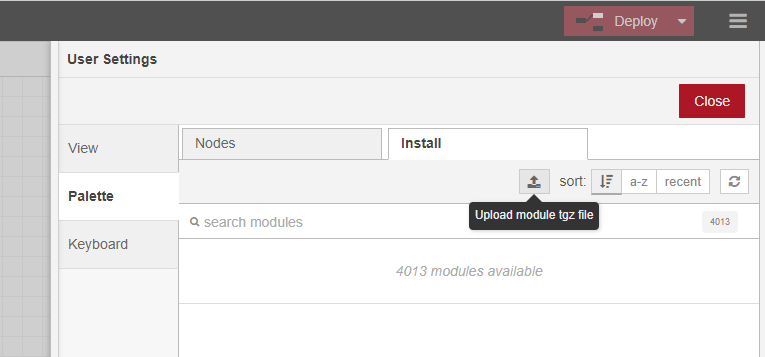 Deploy
User Settings
Close
View
Palette
Keyboard
Nodes
Install
sort:
a-z
recent
Upload module tgz file
search modules
4013
4013 modules available